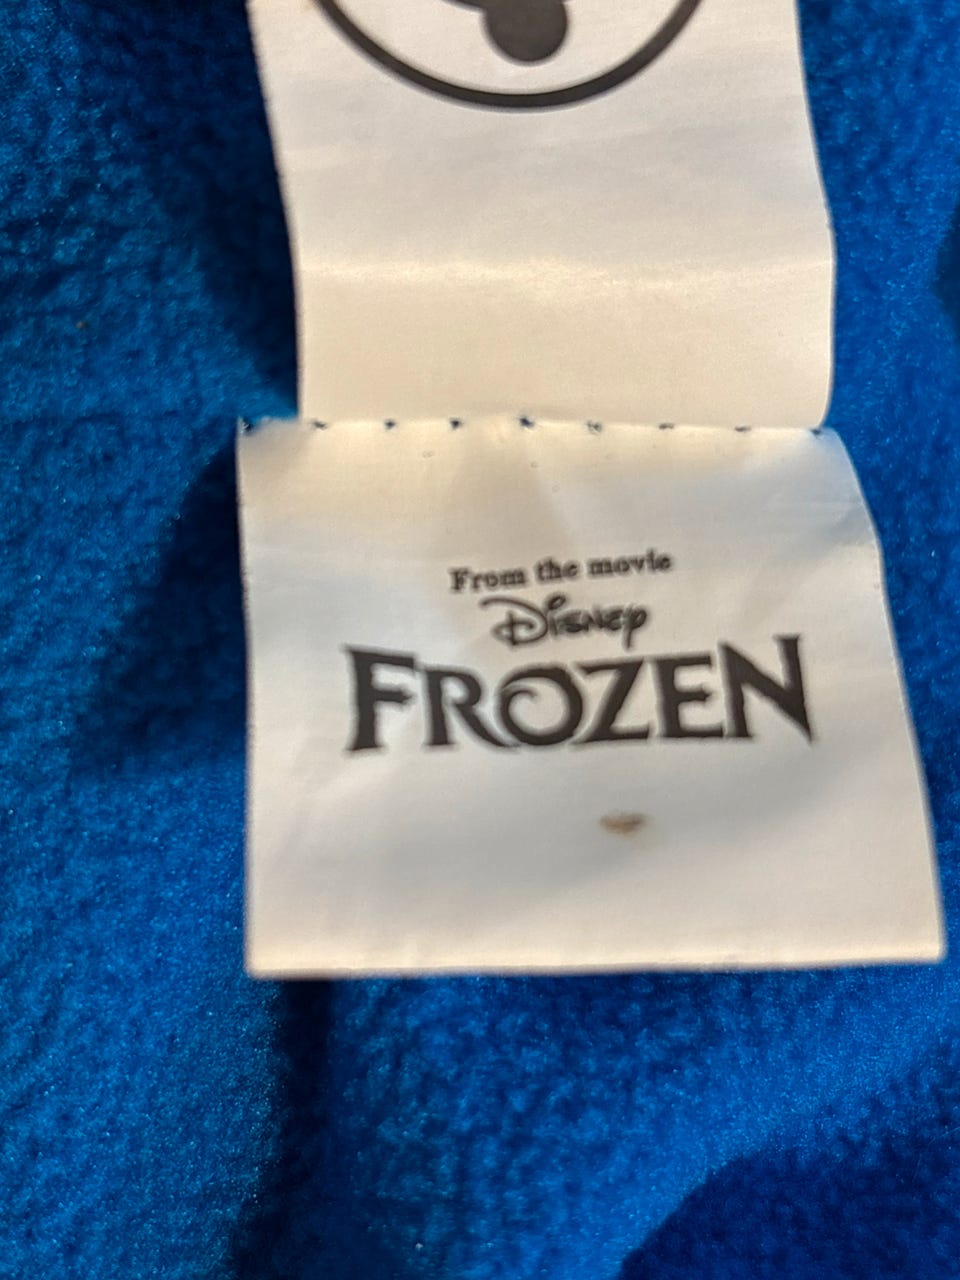 From the movie
Disney
FROZEN